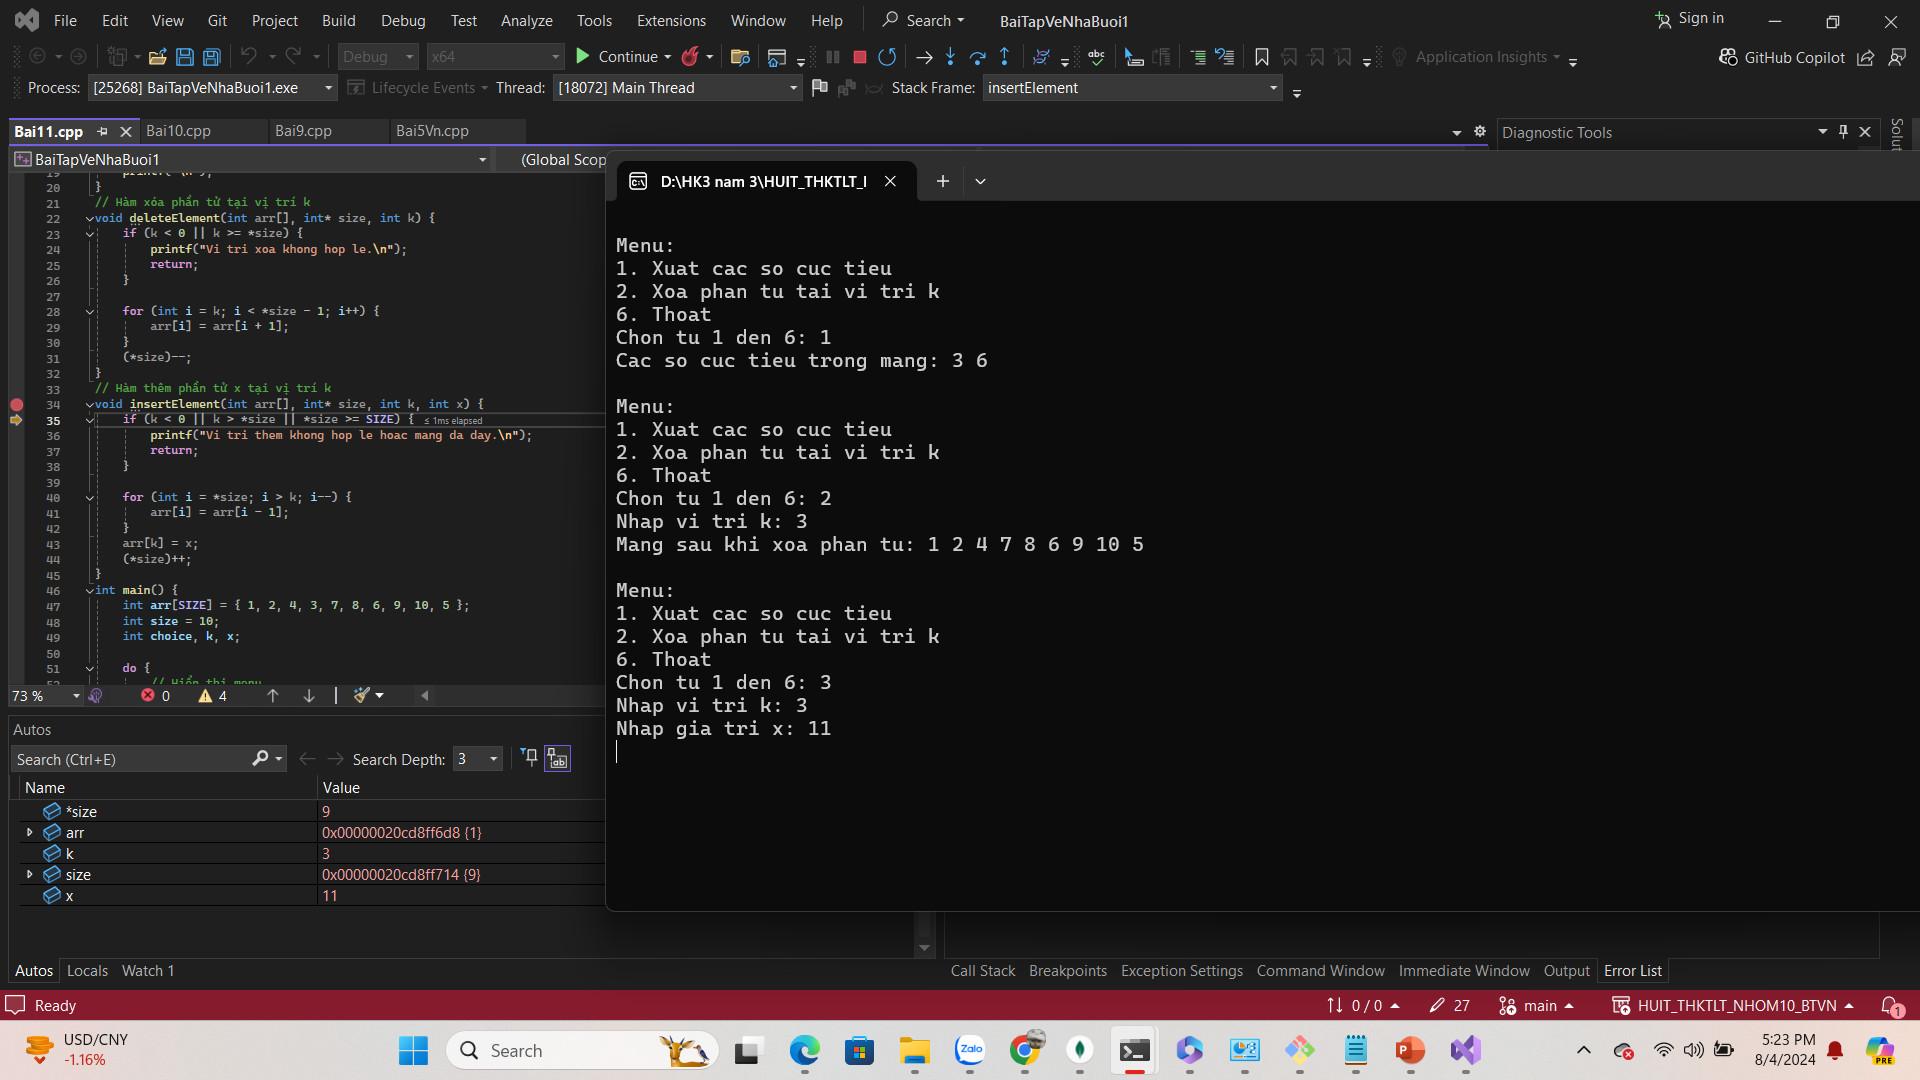 File Edit View Git Project Build Debug Test Analyze Tools Extensions Window Help Search BaiTapVeNhaBuoi1 Sign in
Debug x64 Continue Application Insights GitHub Copilot
Process: [25268] BaiTapVeNhaBuoi1.exe Lifecycle Events Thread: [18072] Main Thread Stack Frame: insertElement
Bai11.cpp Bai10.cpp Bai9.cpp Bai5Vn.cpp Diagnostic Tools
BaiTapVeNhaBuoi1 (Global Scop
20 }
21 // Hàm xóa phần tử tại vị trí k
22 void deleteElement(int arr[], int* size, int k) {
23 if (k < 0 || k >= *size) {
24 printf("Vi tri xoa khong hop le.\n");
25 return;
26 }
27
28 for (int i = k; i < *size - 1; i++) {
29 arr[i] = arr[i + 1];
30 }
31 (*size)--;
32 }
33 // Hàm thêm phần tử x tại vị trí k
34 void insertElement(int arr[], int* size, int k, int x) {
35 if (k < 0 || k > *size || *size >= SIZE) { ≤ 1ms elapsed
36 printf("Vi tri them khong hop le hoac mang da day.\n");
37 return;
38 }
39
40 for (int i = *size; i > k; i--) {
41 arr[i] = arr[i - 1];
42 }
43 arr[k] = x;
44 (*size)++;
45 }
46 int main() {
47 int arr[SIZE] = { 1, 2, 4, 3, 7, 8, 6, 9, 10, 5 };
48 int size = 10;
49 int choice, k, x;
50
51 do {
73 % 0 4
D:\HK3 nam 3\HUIT_THKTLT_I
Menu:
1. Xuat cac so cuc tieu
2. Xoa phan tu tai vi tri k
6. Thoat
Chon tu 1 den 6: 1
Cac so cuc tieu trong mang: 3 6
Menu:
1. Xuat cac so cuc tieu
2. Xoa phan tu tai vi tri k
6. Thoat
Chon tu 1 den 6: 2
Nhap vi tri k: 3
Mang sau khi xoa phan tu: 1 2 4 7 8 6 9 10 5
Menu:
1. Xuat cac so cuc tieu
2. Xoa phan tu tai vi tri k
6. Thoat
Chon tu 1 den 6: 3
Nhap vi tri k: 3
Nhap gia tri x: 11
Autos
Search (Ctrl+E) Search Depth: 3
Name Value
*size 9
arr 0x00000020cd8ff6d8 {1}
k 3
size 0x00000020cd8ff714 {9}
x 11
Autos Locals Watch 1
Call Stack Breakpoints Exception Settings Command Window Immediate Window Output Error List
Ready 0 / 0 27 main HUIT_THKTLT_NHOM10_BTVN 1
USD/CNY
-1.16%
Search
Zalo
5:23 PM
8/4/2024
PRE